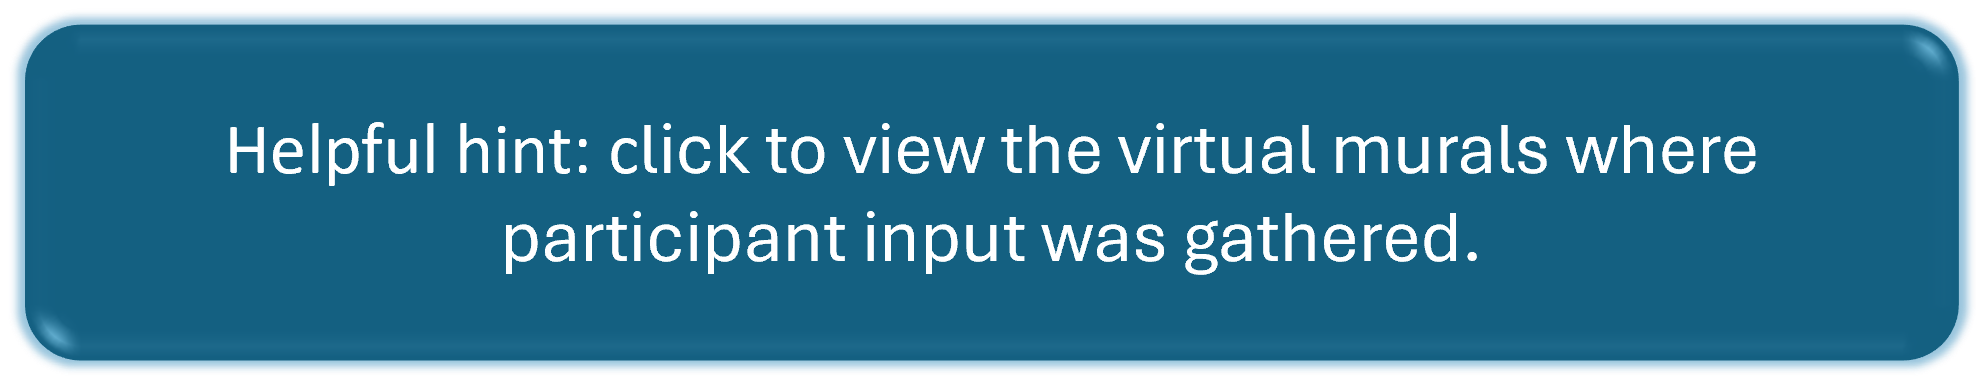 Helpful hint: click to view the virtual murals where
participant input was gathered.